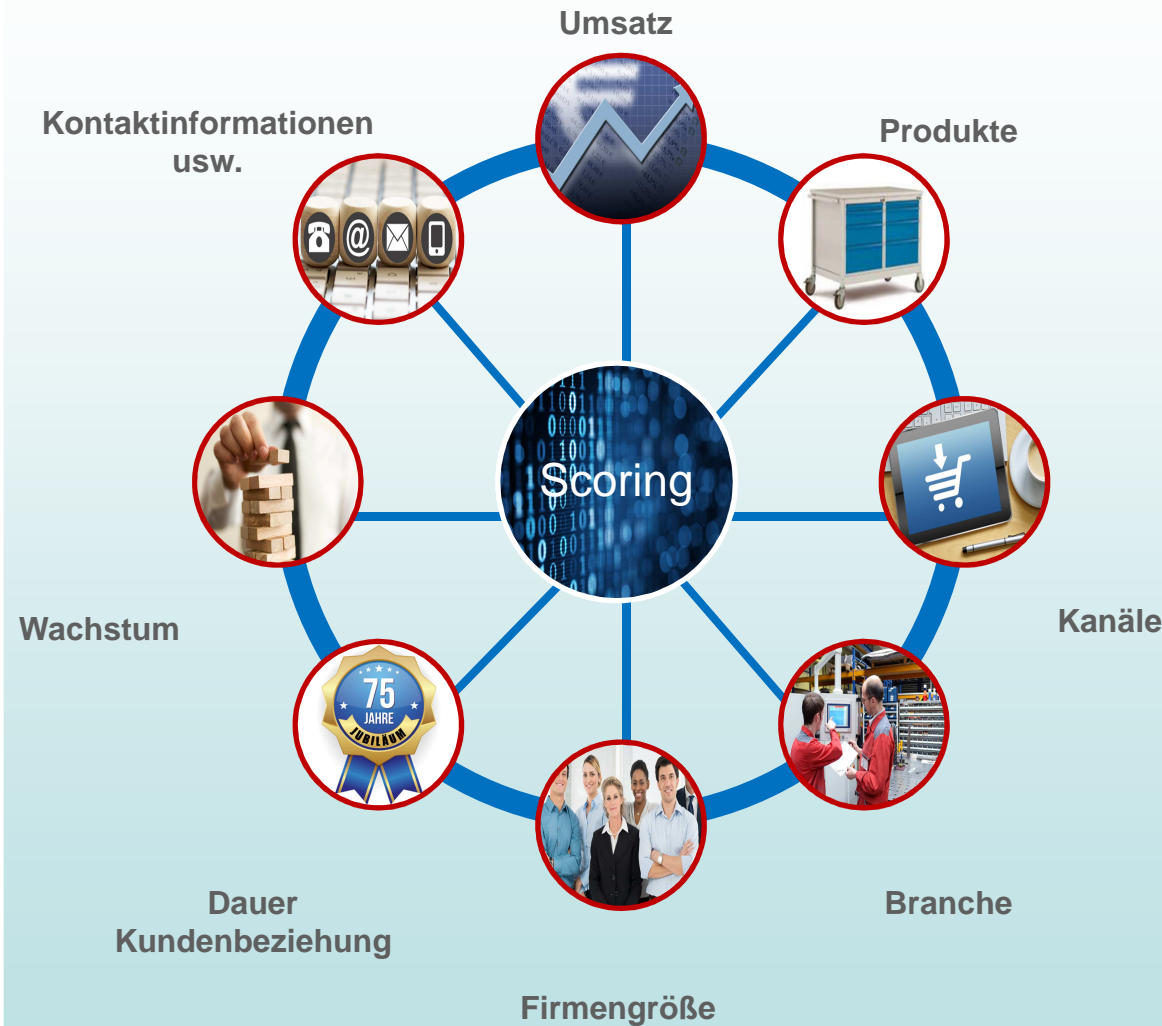 Umsatz
Kontaktinformationen
usw.
Produkte
Scoring
Wachstum
Kanäle
75
JAHRE
JUBILÄUM
Dauer
Kundenbeziehung
Branche
Firmengröße